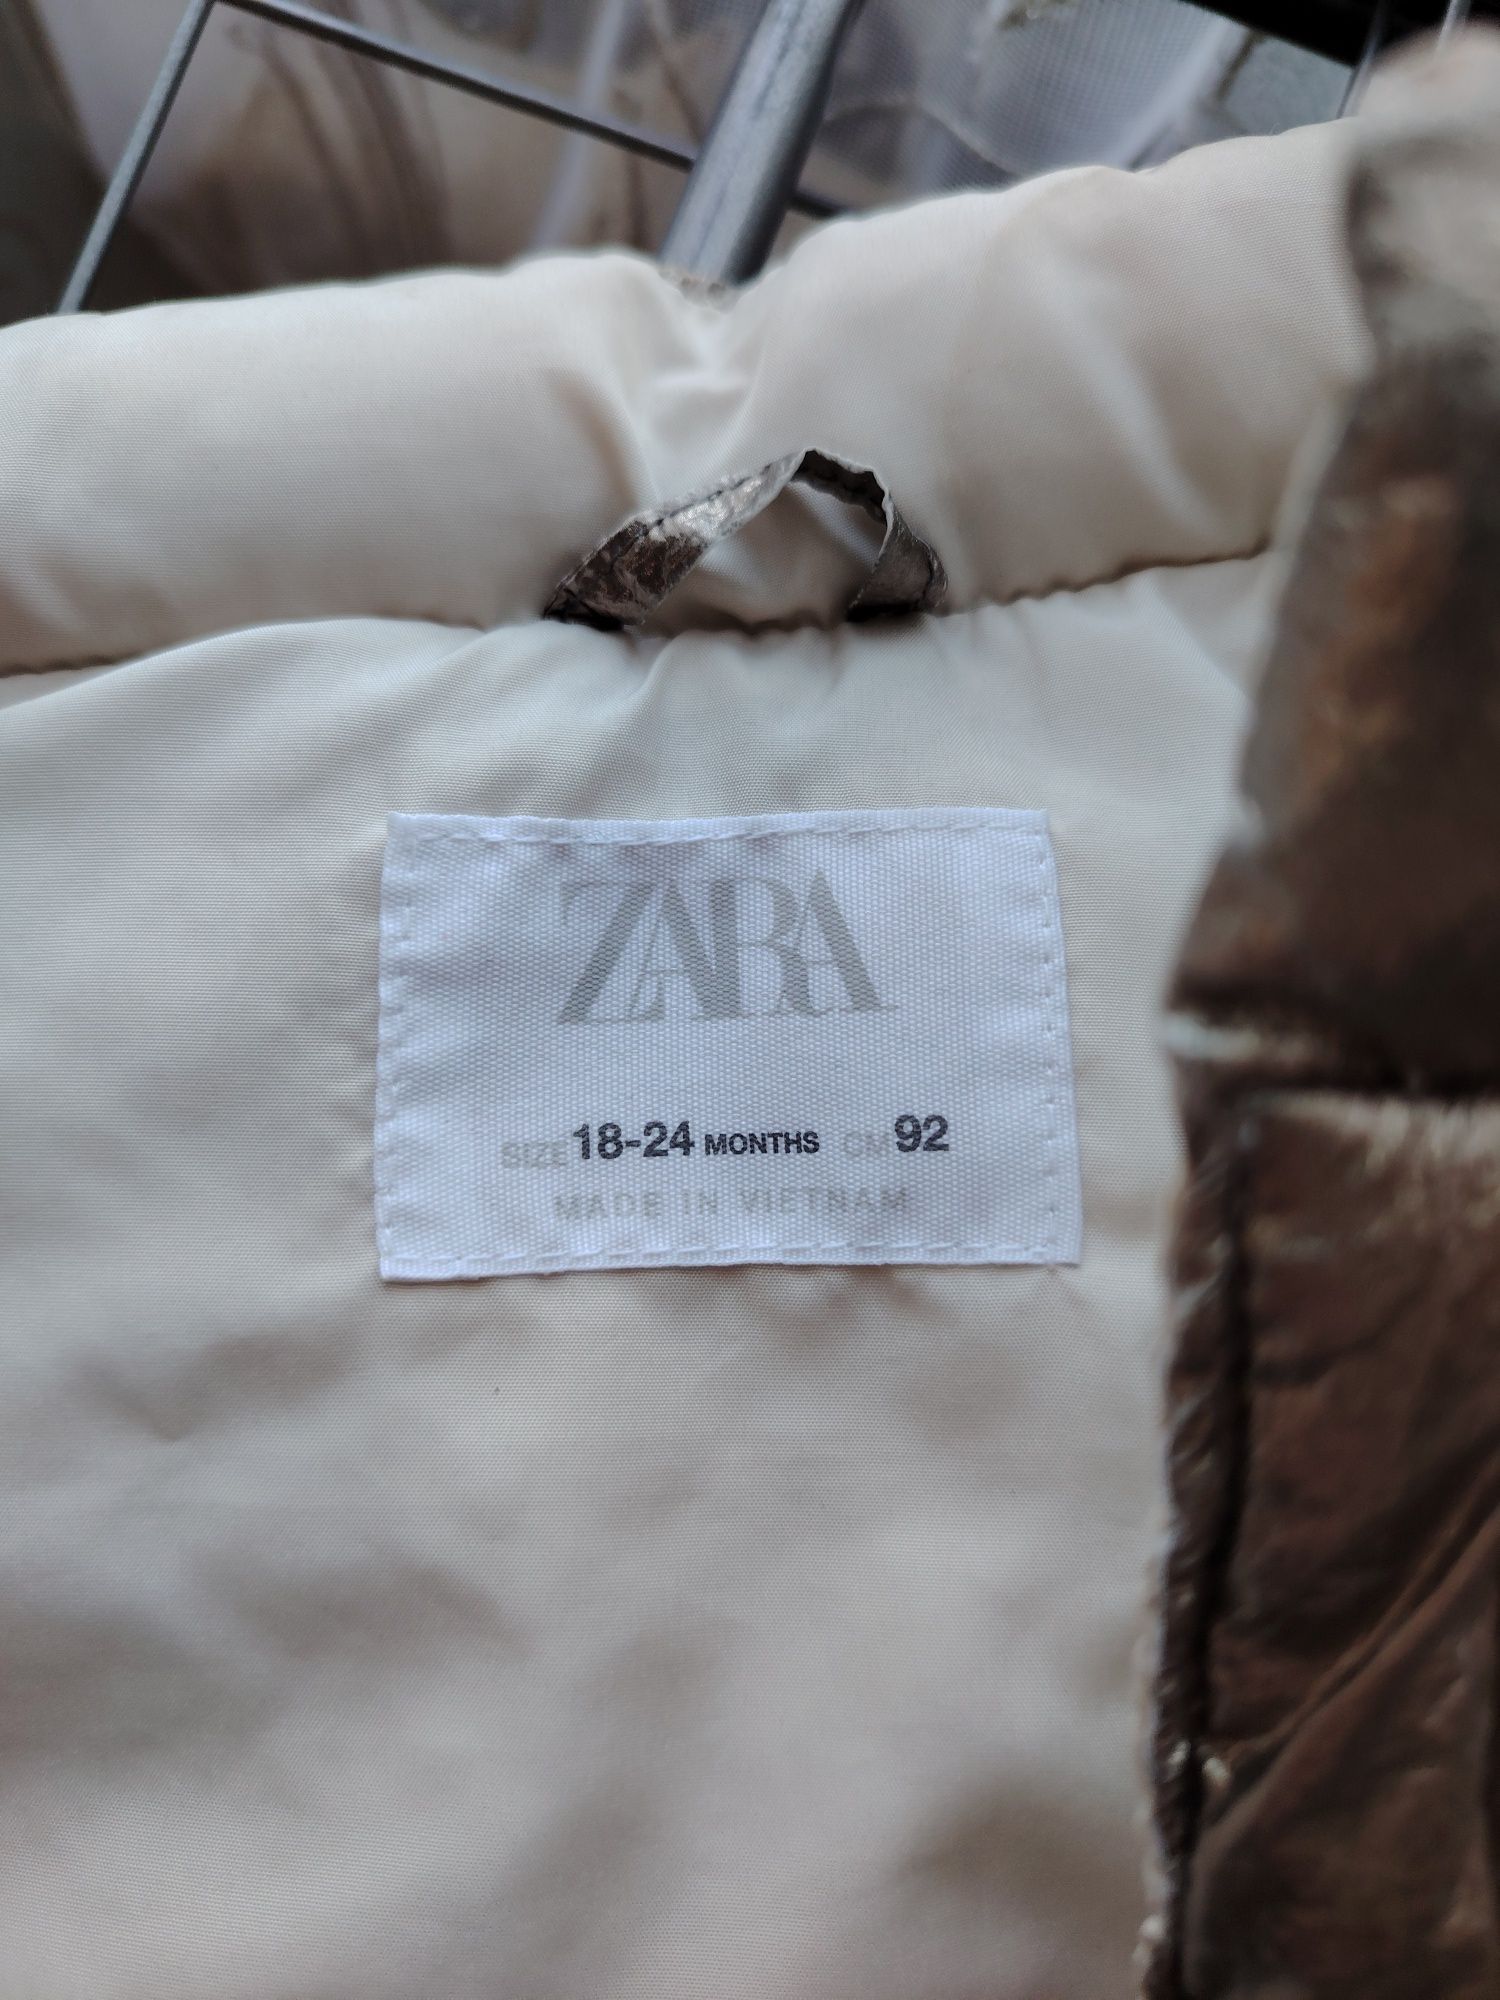 ZARA
SIZE 18-24 MONTHS CM 92
MADE IN VIETNAM